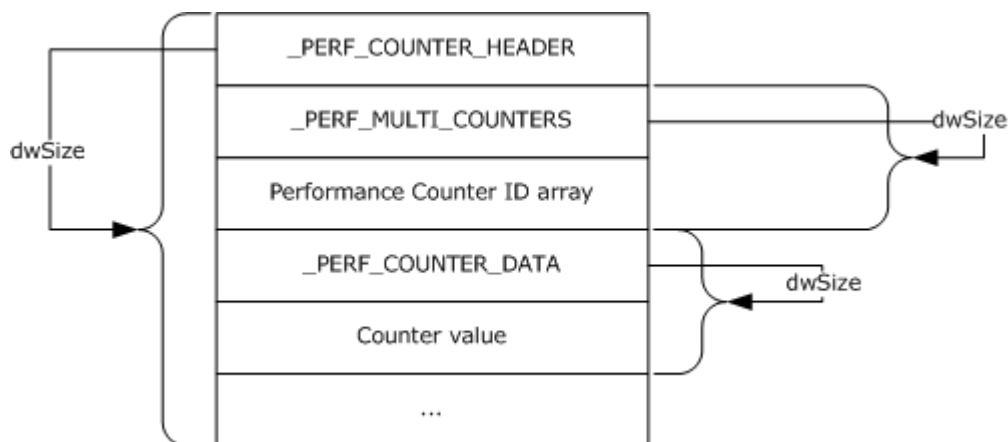 _PERF_COUNTER_HEADER
_PERF_MULTI_COUNTERS
dwSize
dwSize
Performance Counter ID array
_PERF_COUNTER_DATA
dwSize
Counter value
...